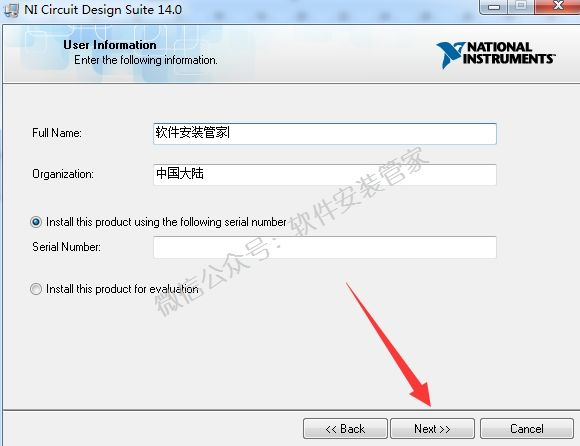 NI Circuit Design Suite 14.0
User Information
Enter the following information.
NATIONAL
INSTRUMENTS
Full Name:
软件安装管家
Organization:
中国大陆
Install this product using the following serial number
Serial Number:
Install this product for evaluation
微信公众号：软件安装管家
<< Back
Next >>
Cancel